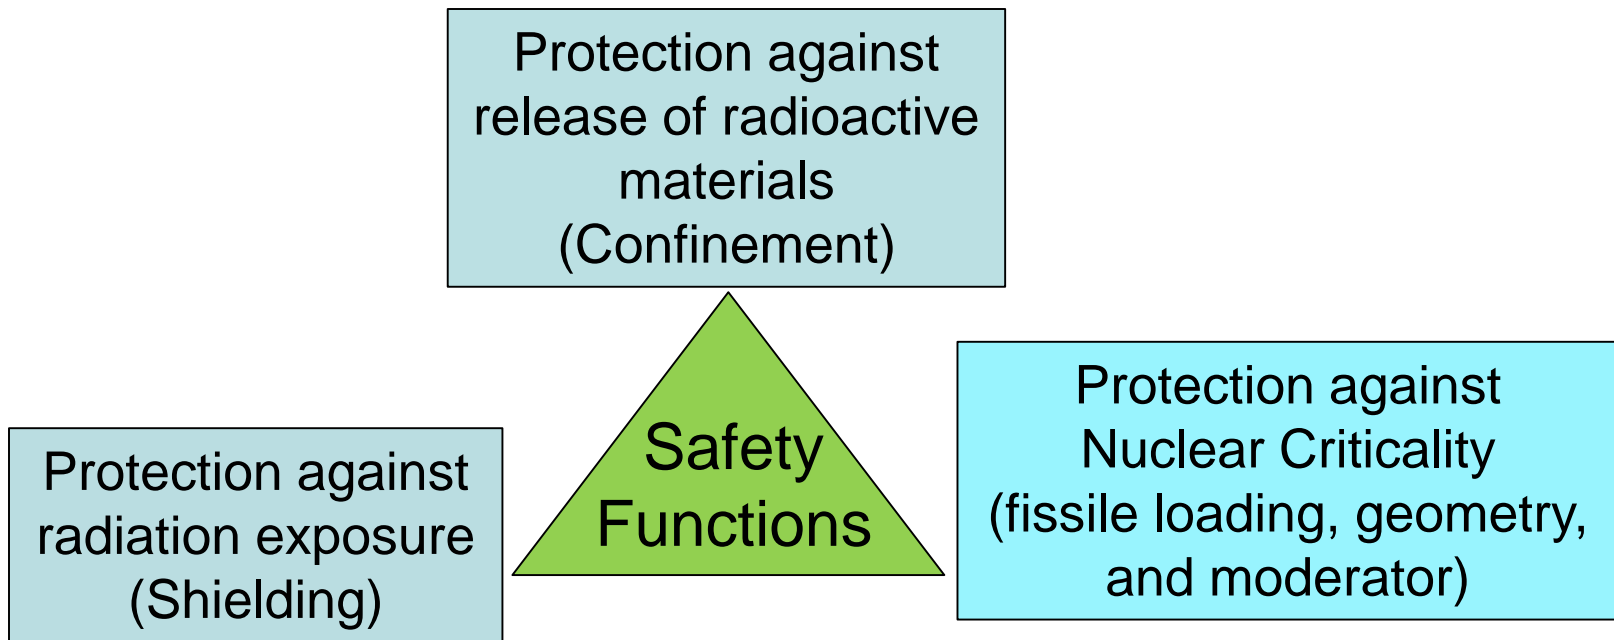 Protection against
release of radioactive
materials
(Confinement)
Safety
Functions
Protection against
radiation exposure
(Shielding)
Protection against
Nuclear Criticality
(fissile loading, geometry,
and moderator)